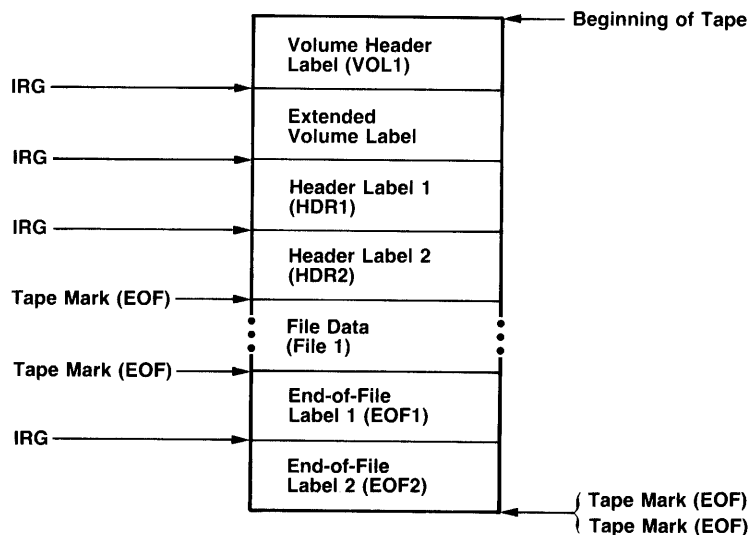 Beginning of Tape
Volume Header
Label (VOL1)
IRG
Extended
Volume Label
IRG
Header Label 1
(HDR1)
IRG
Header Label 2
(HDR2)
Tape Mark (EOF)
File Data
(File 1)
Tape Mark (EOF)
End-of-File
Label 1 (EOF1)
IRG
End-of-File
Label 2 (EOF2)
Tape Mark (EOF)
Tape Mark (EOF)